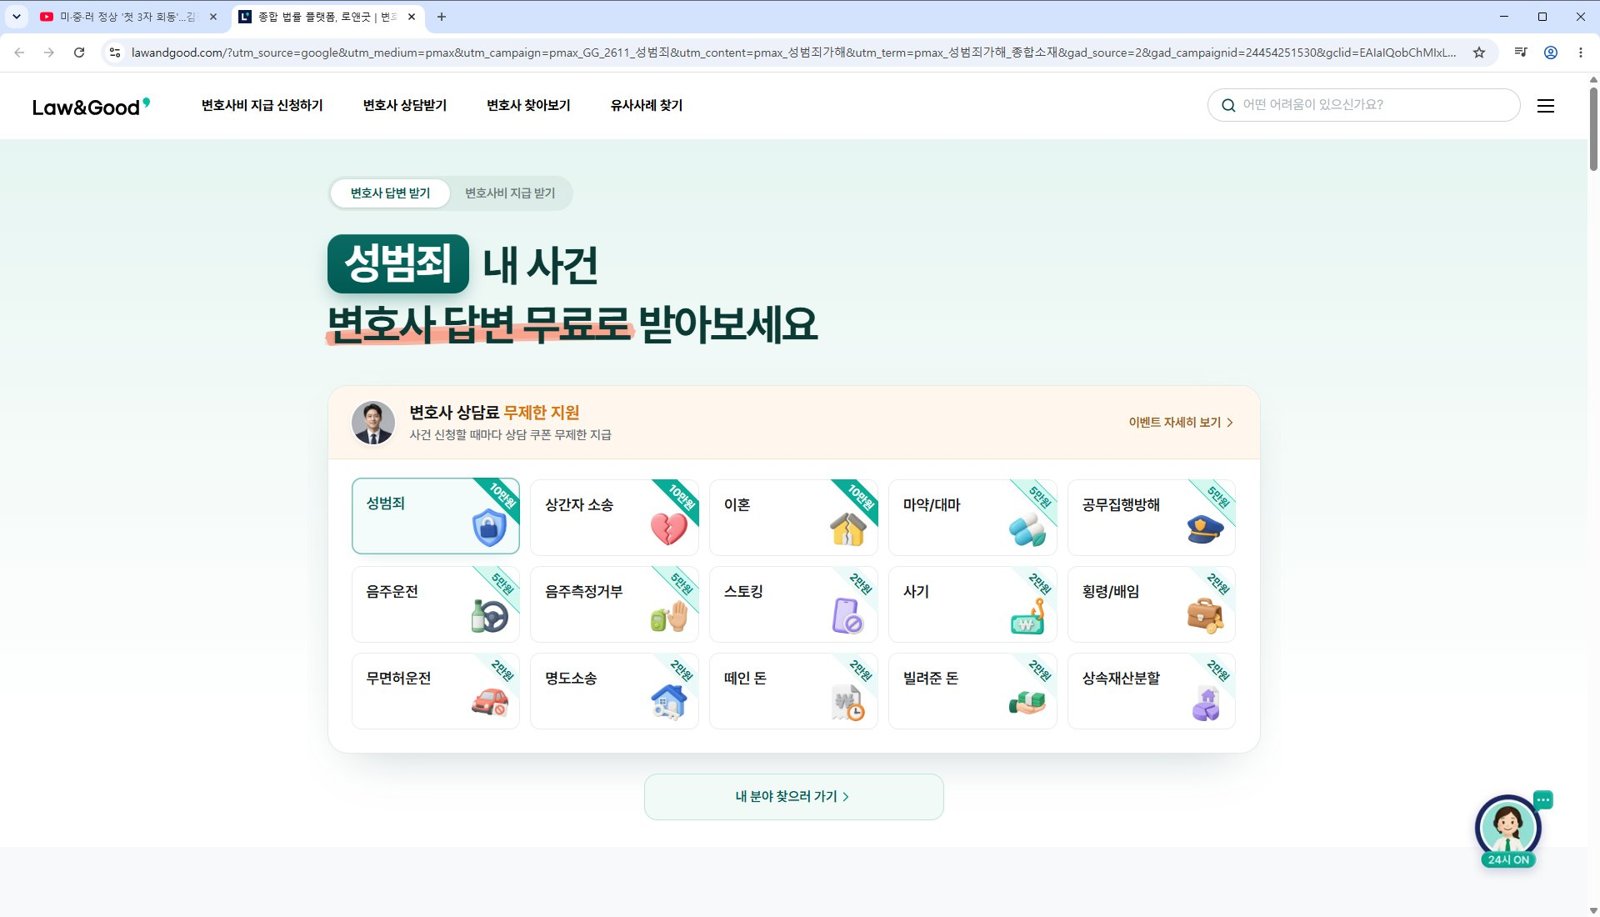 미·중·러 정상 '첫 3자 회동'...김
종합 법률 플랫폼, 로앤굿 | 변호
lawandgood.com/?utm_source=google&utm_medium=pmax&utm_campaign=pmax_GG_2611_성범죄&utm_content=pmax_성범죄가해&utm_term=pmax_성범죄가해_종합소재&gad_source=2&gad_campaignid=24454251530&gclid=EAIaIQobChMIxL...
Law&Good
변호사비 지급 신청하기
변호사 상담받기
변호사 찾아보기
유사사례 찾기
어떤 어려움이 있으신가요?
변호사 답변 받기
변호사비 지급 받기
성범죄 내 사건
변호사 답변 무료로 받아보세요
변호사 상담료 무제한 지원
사건 신청할 때마다 상담 쿠폰 무제한 지급
이벤트 자세히 보기
성범죄
10만원
상간자 소송
10만원
이혼
10만원
마약/대마
5만원
공무집행방해
5만원
음주운전
5만원
음주측정거부
5만원
스토킹
2만원
사기
2만원
횡령/배임
2만원
무면허운전
2만원
명도소송
2만원
떼인 돈
2만원
빌려준 돈
2만원
상속재산분할
2만원
내 분야 찾으러 가기
24시 ON